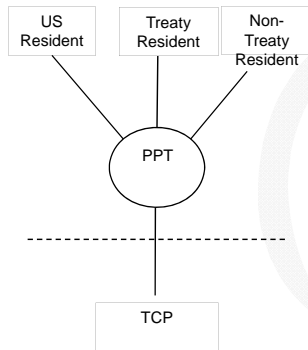 US
Resident
Treaty
Resident
Non-
Treaty
Resident
PPT
TCP